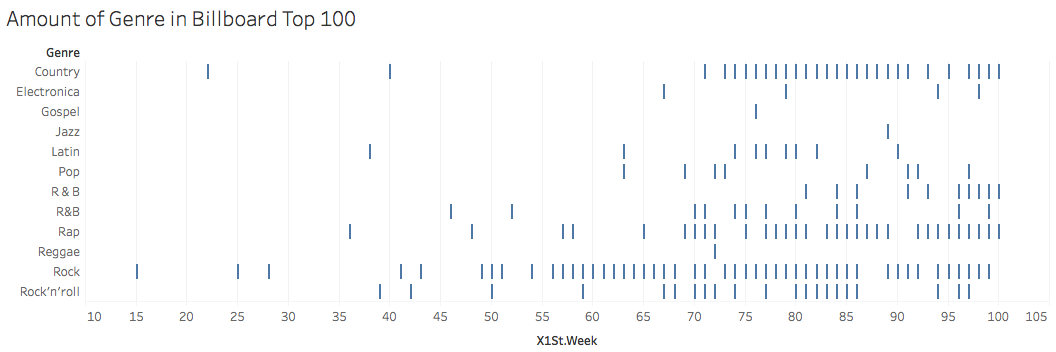 Amount of Genre in Billboard Top 100
Genre
Country
Electronica
Gospel
Jazz
Latin
Pop
R & B
R&B
Rap
Reggae
Rock
Rock'n'roll
10 15 20 25 30 35 40 45 50 55 60 65 70 75 80 85 90 95 100 105
X1St.Week